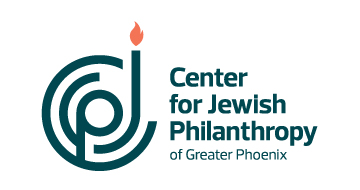 Center
for Jewish
Philanthropy
of Greater Phoenix